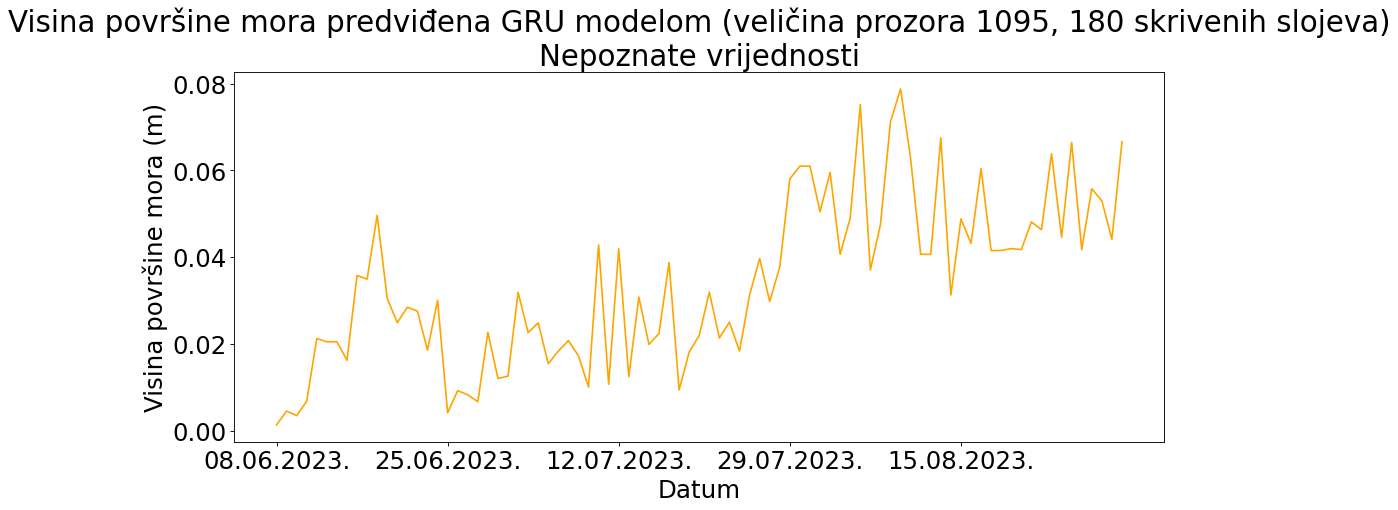 Visina površine mora predviđena GRU modelom (veličina prozora 1095, 180 skrivenih slojeva)
Nepoznate vrijednosti
Visina površine mora (m)
0.08
0.06
0.04
0.02
0.00
08.06.2023.
25.06.2023.
12.07.2023.
29.07.2023.
15.08.2023.
Datum